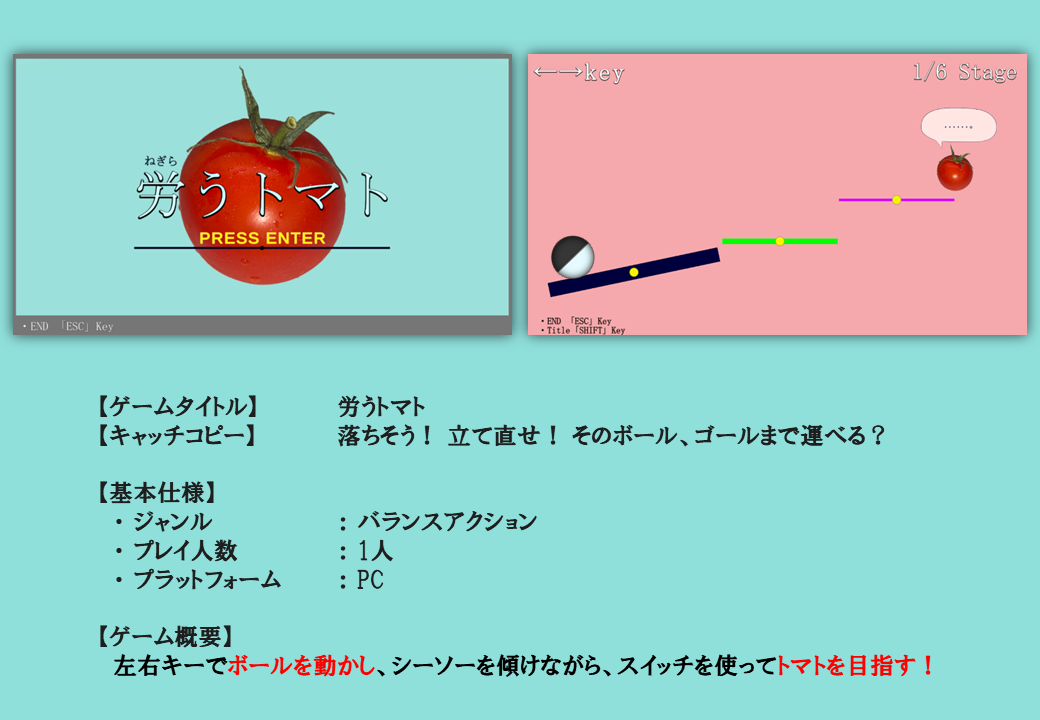 ねぎら
労うトマト
PRESS ENTER
・END 「ESC」 Key
←→key
1/6 Stage
……。
・END 「ESC」 Key
・Title「SHIFT」Key
【ゲームタイトル】 労うトマト
【キャッチコピー】 落ちそう！ 立て直せ！ そのボール、ゴールまで運べる？
【基本仕様】
・ジャンル ：バランスアクション
・プレイ人数 ：1人
・プラットフォーム ：PC
【ゲーム概要】
左右キーでボールを動かし、シーソーを傾けながら、スイッチを使ってトマトを目指す！